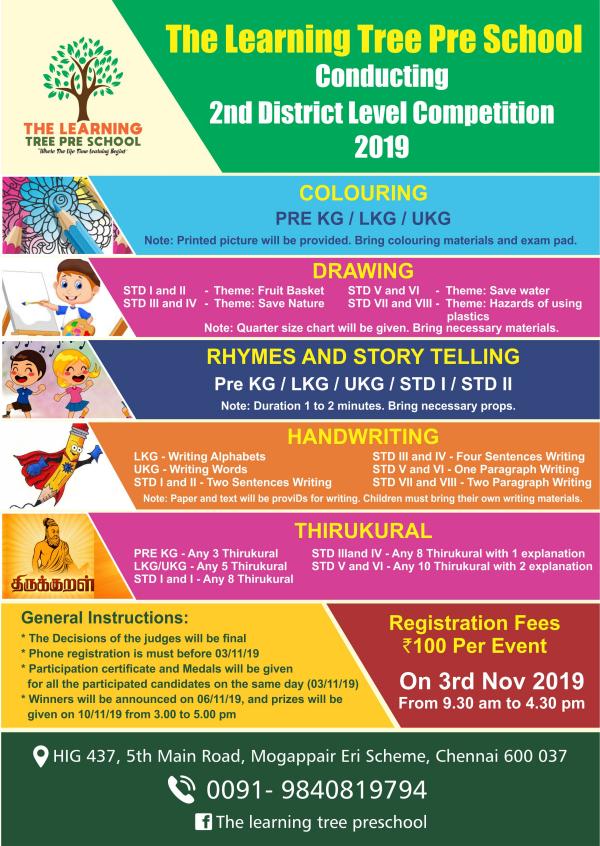 The Learning Tree Pre School
Conducting
2nd District Level Competition
2019
THE LEARNING
TREE PRE SCHOOL
"Where The Life Time Learning Begins"
COLOURING
PRE KG / LKG / UKG
Note: Printed picture will be provided. Bring colouring materials and exam pad.
DRAWING
STD I and II - Theme: Fruit Basket STD V and VI - Theme: Save water
STD III and IV - Theme: Save Nature STD VII and VIII - Theme: Hazards of using
plastics
Note: Quarter size chart will be given. Bring necessary materials.
RHYMES AND STORY TELLING
Pre KG / LKG / UKG / STD I / STD II
Note: Duration 1 to 2 minutes. Bring necessary props.
HANDWRITING
LKG - Writing Alphabets STD III and IV - Four Sentences Writing
UKG - Writing Words STD V and VI - One Paragraph Writing
STD I and II - Two Sentences Writing STD VII and VIII - Two Paragraph Writing
Note: Paper and text will be proviDs for writing. Children must bring their own writing materials.
திருக்குறள்
THIRUKURAL
PRE KG - Any 3 Thirukural STD IIIand IV - Any 8 Thirukural with 1 explanation
LKG/UKG - Any 5 Thirukural STD V and VI - Any 10 Thirukural with 2 explanation
STD I and I - Any 8 Thirukural
General Instructions:
* The Decisions of the judges will be final
* Phone registration is must before 03/11/19
* Participation certificate and Medals will be given
for all the participated candidates on the same day (03/11/19)
* Winners will be announced on 06/11/19, and prizes will be
given on 10/11/19 from 3.00 to 5.00 pm
Registration Fees
₹100 Per Event
On 3rd Nov 2019
From 9.30 am to 4.30 pm
HIG 437, 5th Main Road, Mogappair Eri Scheme, Chennai 600 037
0091- 9840819794
The learning tree preschool